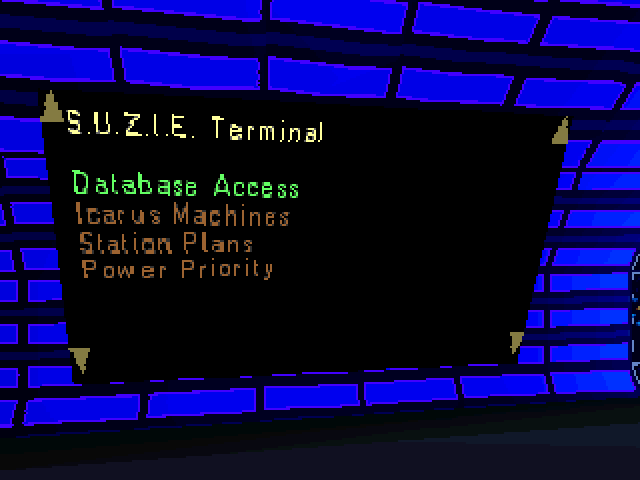 S.U.Z.I.E. Terminal
Database Access
Icarus Machines
Station Plans
Power Priority